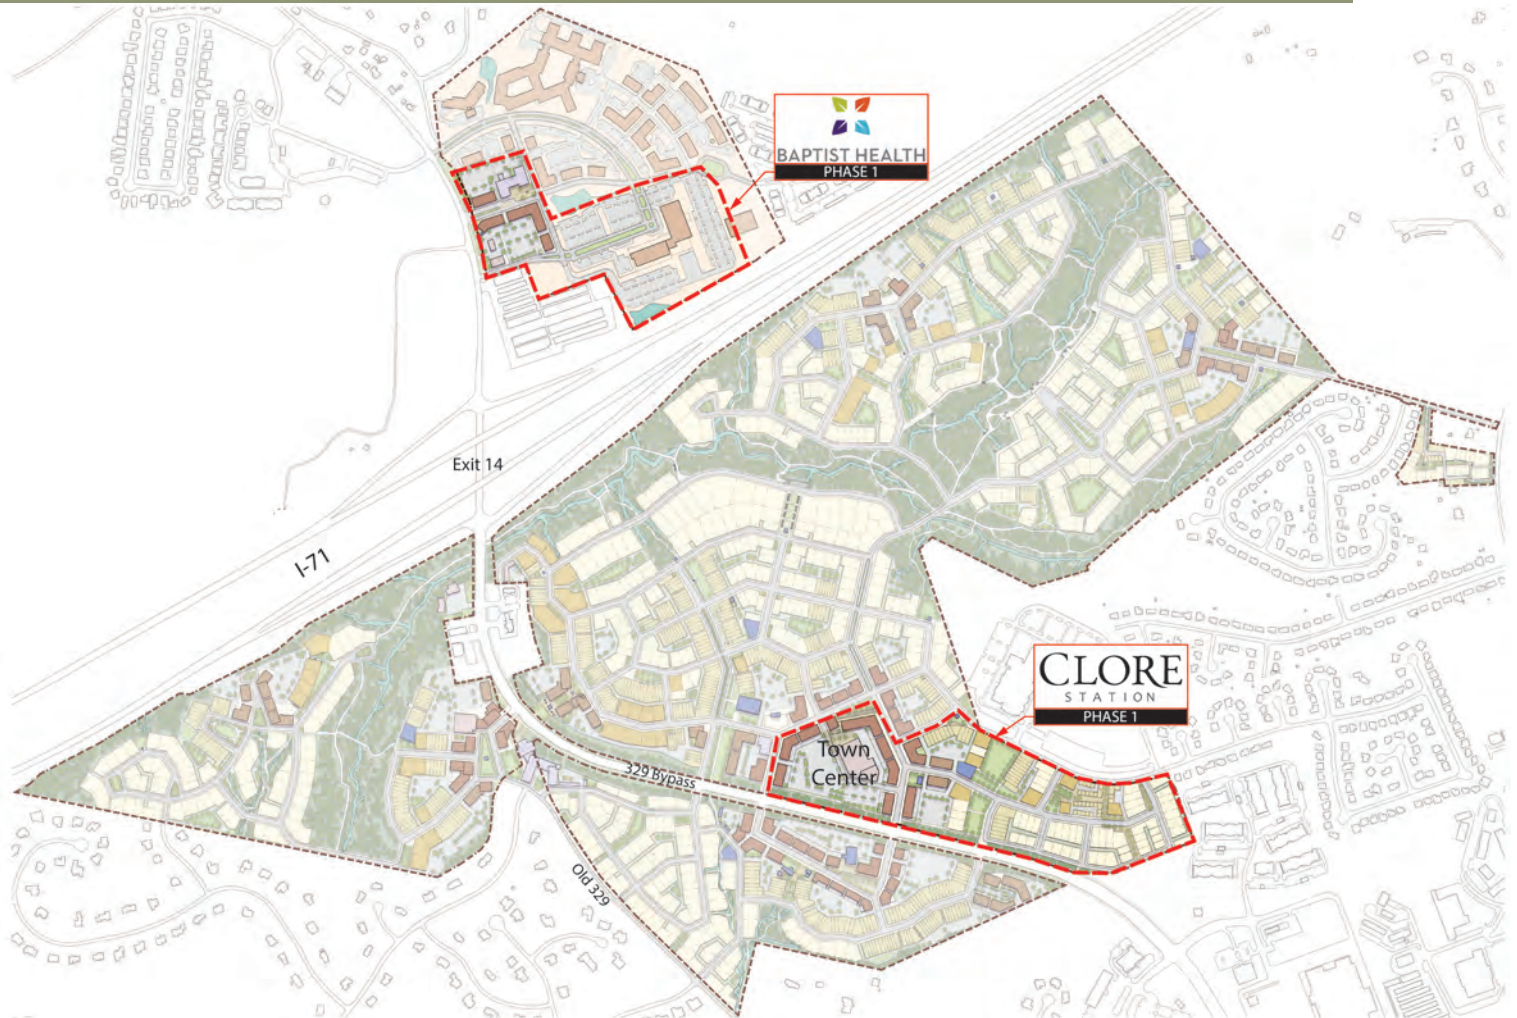 BAPTIST HEALTH
PHASE 1
Exit 14
I-71
CLORE
STATION
PHASE 1
Town
Center
329 Bypass
Old 329